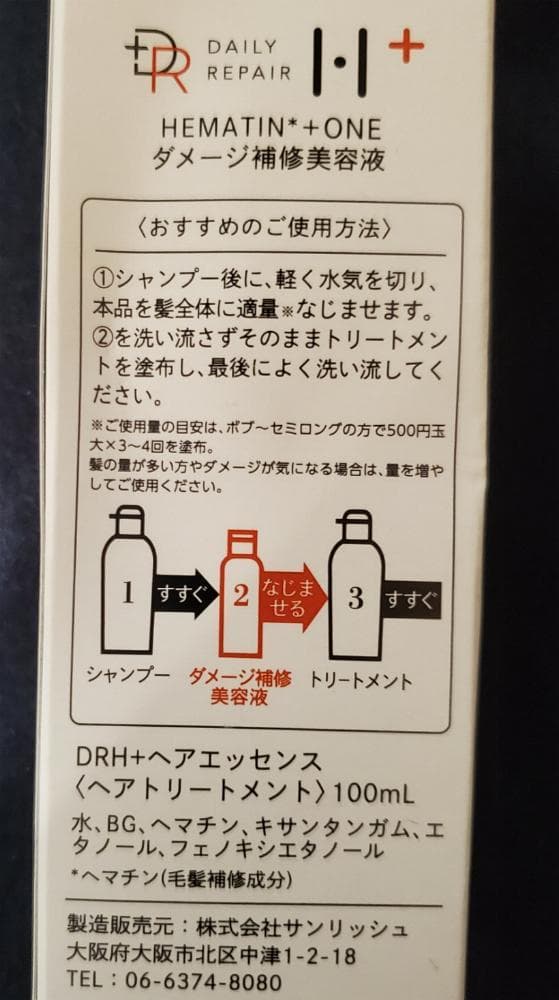 DR DAILY REPAIR H+
HEMATIN*+ONE
ダメージ補修美容液
〈おすすめのご使用方法〉
①シャンプー後に、軽く水気を切り、
本品を髪全体に適量※なじませます。
②を洗い流さずそのままトリートメン
トを塗布し、最後によく洗い流してく
ださい。
※ご使用量の目安は、ボブ〜セミロングの方で500円玉
大×3〜4回を塗布。
髪の量が多い方やダメージが気になる場合は、量を増や
してご使用ください。
1 すすぐ 2 なじま
せる 3 すすぐ
シャンプー ダメージ補修
美容液 トリートメント
DRH+ヘアエッセンス
〈ヘアトリートメント〉100mL
水、BG、ヘマチン、キサンタンガム、エ
タノール、フェノキシエタノール
*ヘマチン(毛髪補修成分)
製造販売元：株式会社サンリッシュ
大阪府大阪市北区中津1-2-18
TEL：06-6374-8080